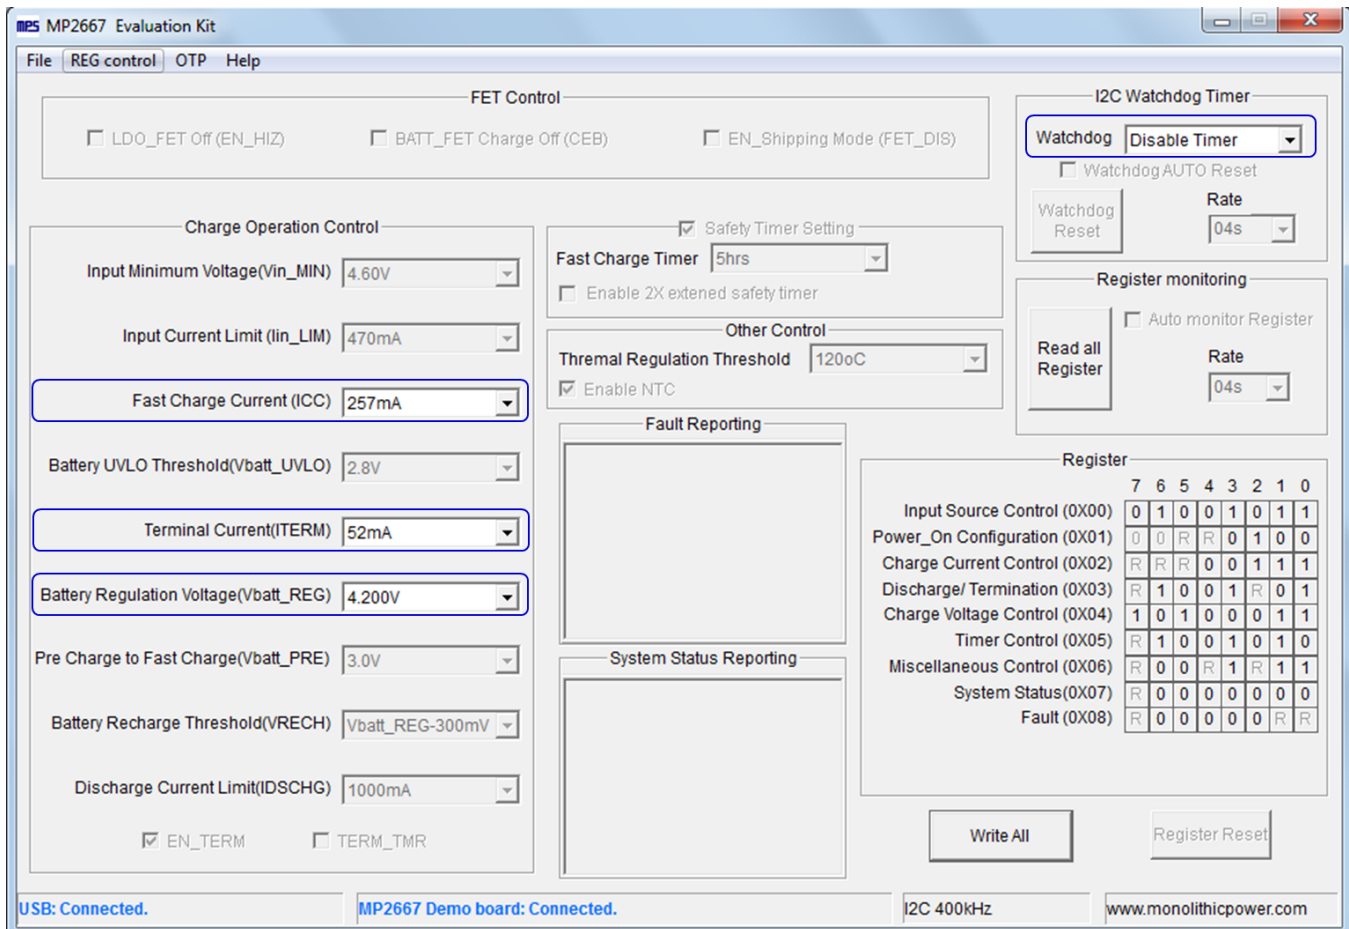 mps MP2667 Evaluation Kit
File REG control OTP Help
FET Control
LDO_FET Off (EN_HIZ) BATT_FET Charge Off (CEB) EN_Shipping Mode (FET_DIS)
I2C Watchdog Timer
Watchdog Disable Timer
Watchdog AUTO Reset
Watchdog Reset
Rate
04s
Charge Operation Control
Input Minimum Voltage(Vin_MIN) 4.60V
Input Current Limit (Iin_LIM) 470mA
Fast Charge Current (ICC) 257mA
Battery UVLO Threshold(Vbatt_UVLO) 2.8V
Terminal Current(ITERM) 52mA
Battery Regulation Voltage(Vbatt_REG) 4.200V
Pre Charge to Fast Charge(Vbatt_PRE) 3.0V
Battery Recharge Threshold(VRECH) Vbatt_REG-300mV
Discharge Current Limit(IDSCHG) 1000mA
EN_TERM TERM_TMR
Safety Timer Setting
Fast Charge Timer 5hrs
Enable 2X extened safety timer
Other Control
Thremal Regulation Threshold 120oC
Enable NTC
Fault Reporting
System Status Reporting
Register monitoring
Read all
Register
Auto monitor Register
Rate
04s
Register
7 6 5 4 3 2 1 0
Input Source Control (0X00) 0 1 0 0 1 0 1 1
Power_On Configuration (0X01) 0 0 R R 0 1 0 0
Charge Current Control (0X02) R R R 0 0 1 1 1
Discharge/ Termination (0X03) R 1 0 0 1 R 0 1
Charge Voltage Control (0X04) 1 0 1 0 0 0 1 1
Timer Control (0X05) R 1 0 0 1 0 1 0
Miscellaneous Control (0X06) R 0 0 R 1 R 1 1
System Status(0X07) R 0 0 0 0 0 0 0
Fault (0X08) R 0 0 0 0 0 R R
Write All Register Reset
USB: Connected. MP2667 Demo board: Connected. I2C 400kHz www.monolithicpower.com